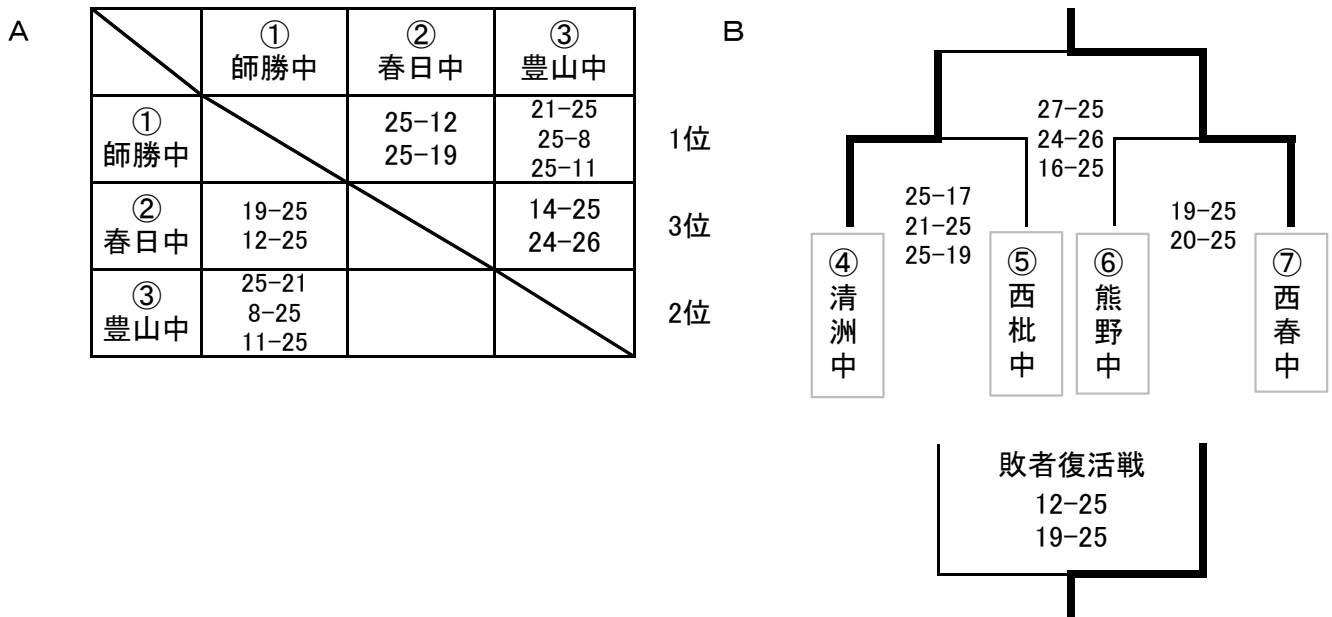 A
①
師勝中
②
春日中
③
豊山中
①
師勝中
25-12
25-19
21-25
25-8
25-11
1位
②
春日中
19-25
12-25
14-25
24-26
3位
③
豊山中
25-21
8-25
11-25
2位
B
27-25
24-26
16-25
25-17
21-25
25-19
19-25
20-25
④清洲中
⑤西枇中
⑥熊野中
⑦西春中
敗者復活戦
12-25
19-25